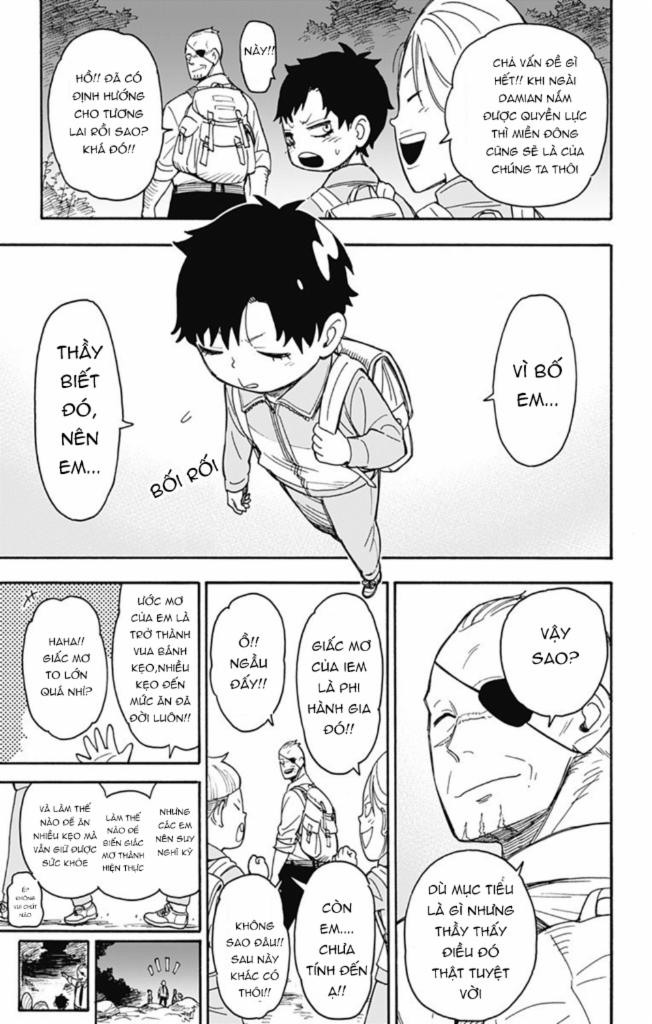 CHẢ VẤN ĐỀ GÌ
HẾT!! KHI NGÀI
DAMIAN NẮM
ĐƯỢC QUYỀN LỰC
THÌ MIỀN ĐÔNG
CŨNG SẼ LÀ CỦA
CHÚNG TA THÔI
NÀY!!
HỒ!! ĐÃ CÓ
ĐỊNH HƯỚNG
CHO TƯƠNG
LAI RỒI SAO?
KHÁ ĐÓ!!
VÌ BỐ
EM...
THẦY
BIẾT
ĐÓ,
NÊN
EM...
BỐI RỐI
VẬY
SAO?
DÙ MỤC TIỂU
LÀ GÌ NHƯNG
THẦY THẤY
ĐIỀU ĐÓ
THẬT TUYỆT
VỜI
GIẤC MƠ
CỦA IEM
LÀ PHI
HÀNH GIA
ĐÓ!!
Ồ!!
NGẦU
ĐẤY!!
CÒN
EM....
CHƯA
TÍNH ĐẾN
Ạ!!
KHÔNG
SAO ĐÂU!!
SAU NÀY
KHẮC CÓ
THÔI!!
ƯỚC MƠ
CỦA EM LÀ
TRỞ THÀNH
VUA BÁNH
KẸO,NHIỀU
KẸO ĐẾN
MỨC ĂN ĐÃ
ĐỜI LUÔN!!
HAHA!!
GIẤC MƠ
TO LỚN
QUÁ NHỈ?
NHƯNG
CÁC EM
NÊN SUY
NGHĨ KỸ
LÀM THẾ
NÀO ĐỂ
BIẾN GIẤC
MƠ THÀNH
HIỆN THỰC
VÀ LÀM THẾ
NÀO ĐỂ ĂN
NHIỀU KẸO MÀ
VẪN GIỮ ĐƯỢC
SỨC KHỎE
KHÔNG
VUI CHÚT
NÀO